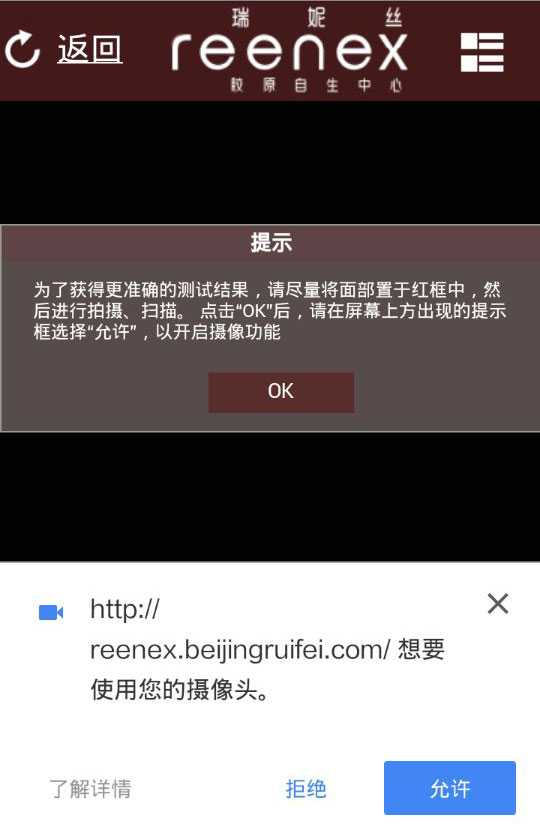 瑞妮丝
返回
reenex
胶原自生中心
提示
为了获得更准确的测试结果，请尽量将面部置于红框中，然
后进行拍摄、扫描。 点击“OK”后，请在屏幕上方出现的提示
框选择“允许”，以开启摄像功能
OK
http://
reenex.beijingruifei.com/ 想要
使用您的摄像头。
了解详情
拒绝
允许